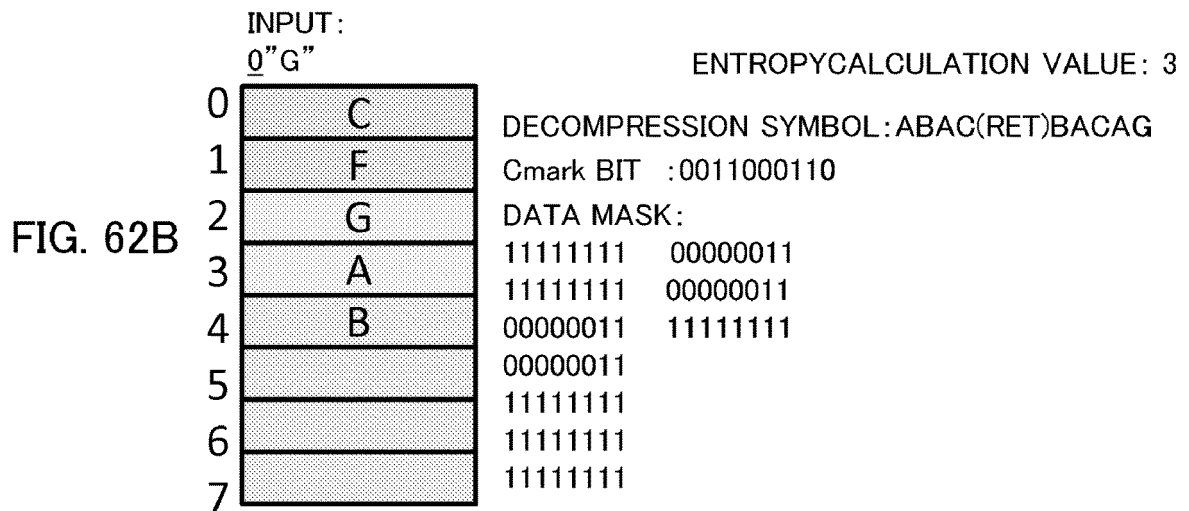 INPUT:
0”G”
ENTROPYCALCULATION VALUE: 3
FIG. 62B
0 C
1 F
2 G
3 A
4 B
5
6
7
DECOMPRESSION SYMBOL:ABAC(RET)BACAG
Cmark BIT :0011000110
DATA MASK:
11111111 00000011
11111111 00000011
00000011 11111111
00000011
11111111
11111111
11111111